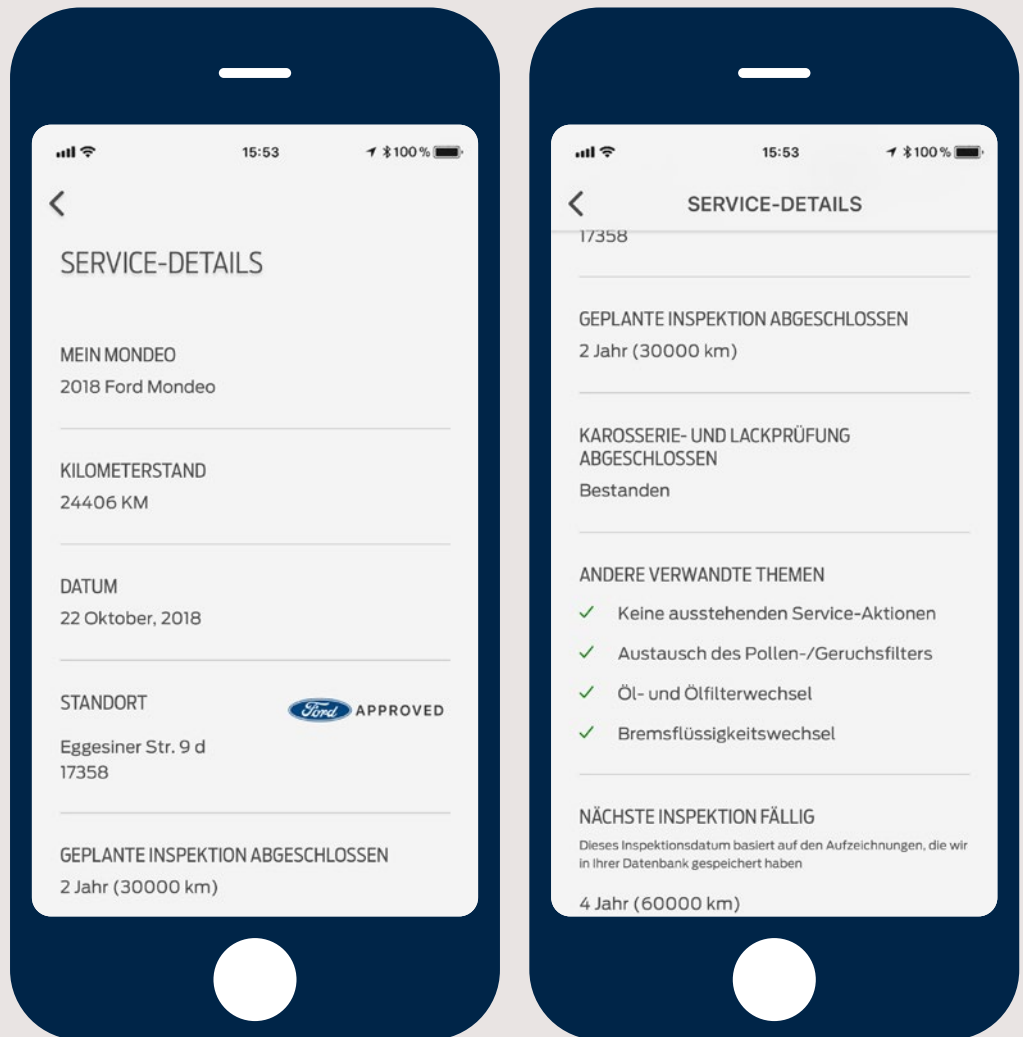 15:53
100 %
SERVICE-DETAILS
MEIN MONDEO
2018 Ford Mondeo
KILOMETERSTAND
24406 KM
DATUM
22 Oktober, 2018
STANDORT
Ford APPROVED
Eggesiner Str. 9 d
17358
GEPLANTE INSPEKTION ABGESCHLOSSEN
2 Jahr (30000 km)
15:53
100 %
SERVICE-DETAILS
17358
GEPLANTE INSPEKTION ABGESCHLOSSEN
2 Jahr (30000 km)
KAROSSERIE- UND LACKPRÜFUNG
ABGESCHLOSSEN
Bestanden
ANDERE VERWANDTE THEMEN
Keine ausstehenden Service-Aktionen
Austausch des Pollen-/Geruchsfilters
Öl- und Ölfilterwechsel
Bremsflüssigkeitswechsel
NÄCHSTE INSPEKTION FÄLLIG
Dieses Inspektionsdatum basiert auf den Aufzeichnungen, die wir
in Ihrer Datenbank gespeichert haben
4 Jahr (60000 km)